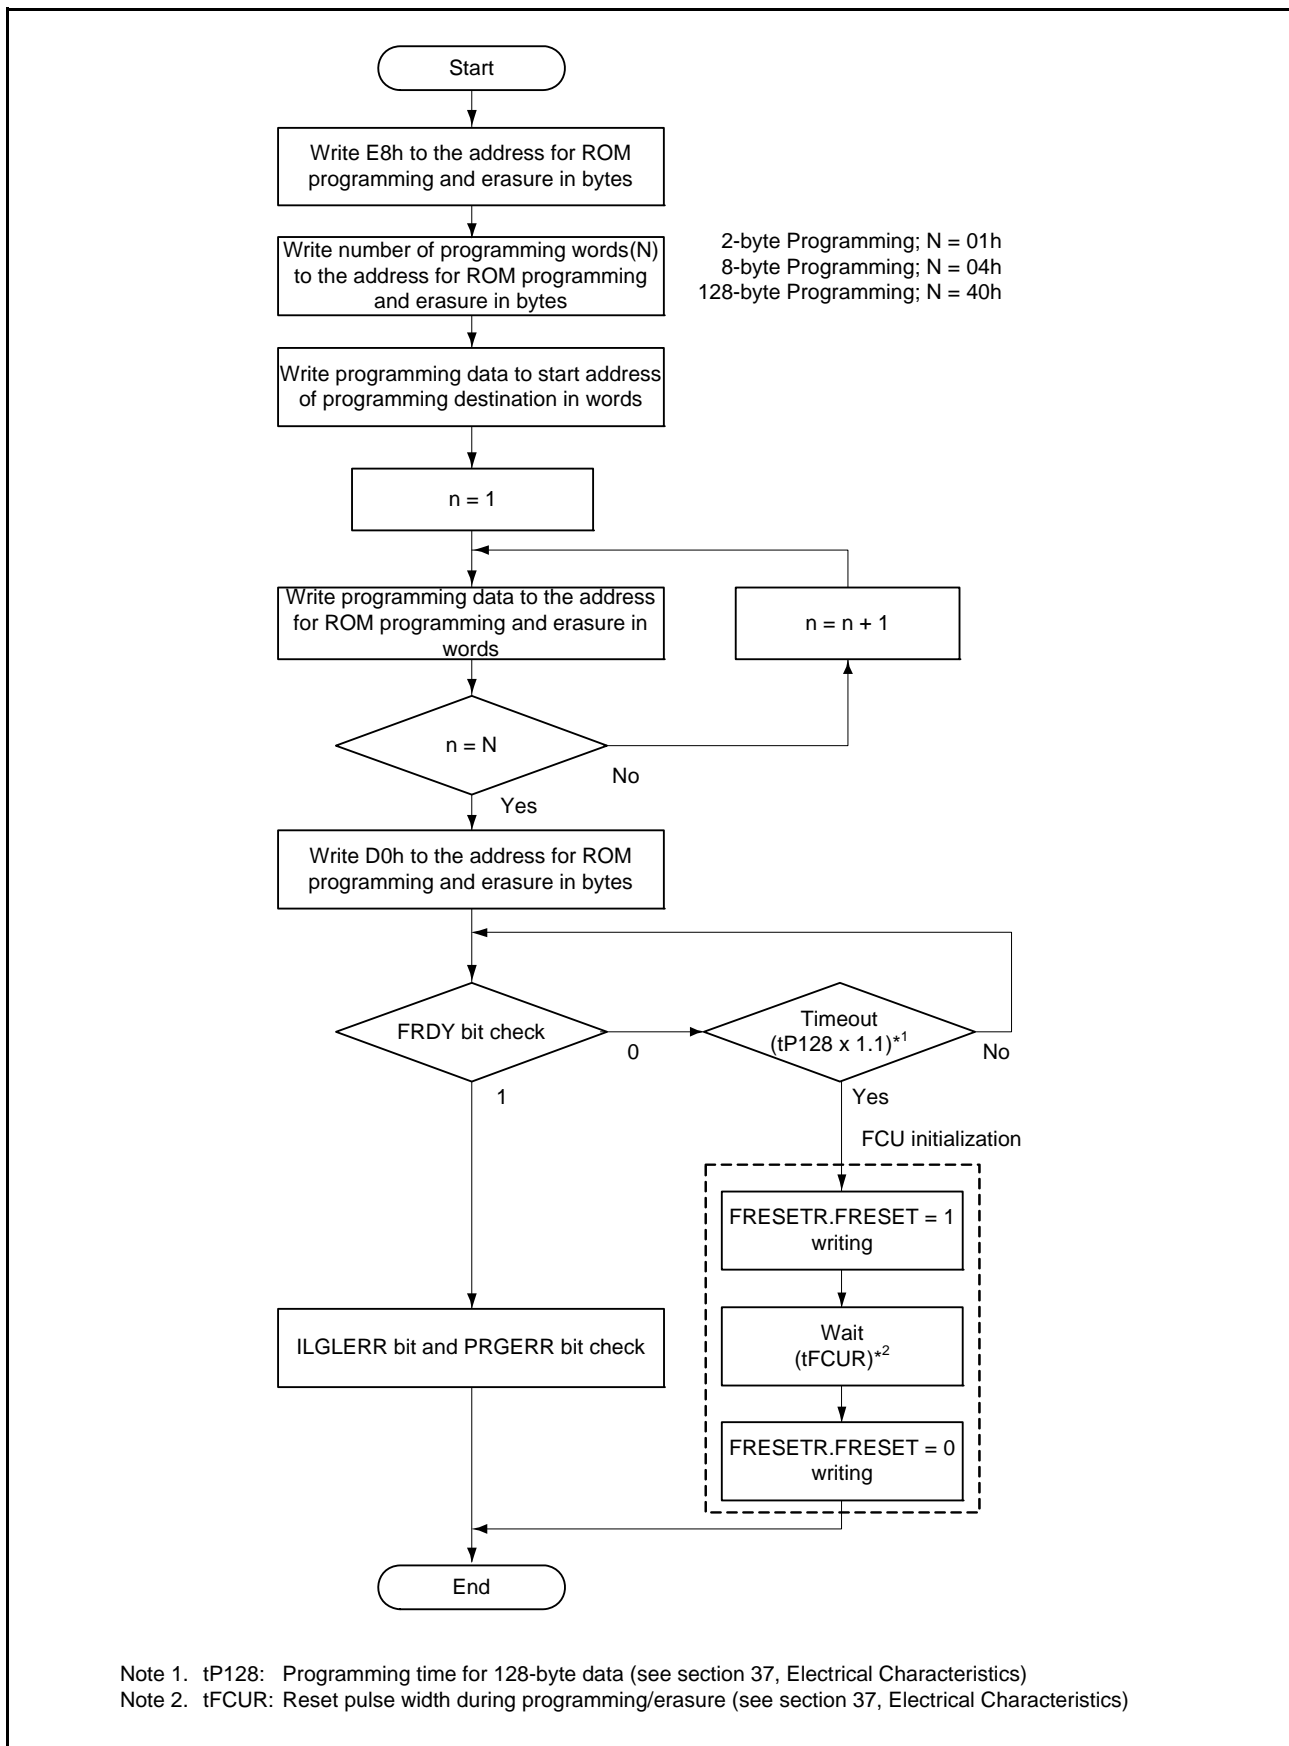 Start
Write E8h to the address for ROM
programming and erasure in bytes
Write number of programming words(N)
to the address for ROM programming
and erasure in bytes
2-byte Programming; N = 01h
8-byte Programming; N = 04h
128-byte Programming; N = 40h
Write programming data to start address
of programming destination in words
n = 1
Write programming data to the address
for ROM programming and erasure in
words
n = n + 1
n = N
No
Yes
Write D0h to the address for ROM
programming and erasure in bytes
FRDY bit check
0
Timeout
(tP128 x 1.1)*1
No
1
Yes
FCU initialization
FRESETR.FRESET = 1
writing
Wait
(tFCUR)*2
FRESETR.FRESET = 0
writing
ILGLERR bit and PRGERR bit check
End
Note 1. tP128: Programming time for 128-byte data (see section 37, Electrical Characteristics)
Note 2. tFCUR: Reset pulse width during programming/erasure (see section 37, Electrical Characteristics)